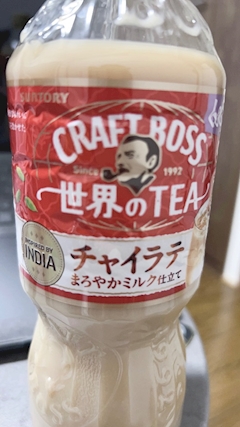 SUNTORY
CRAFT BOSS
Since 1992
世界のTEA
INSPIRED BY
INDIA
チャイラテ
まろやかミルク仕立て